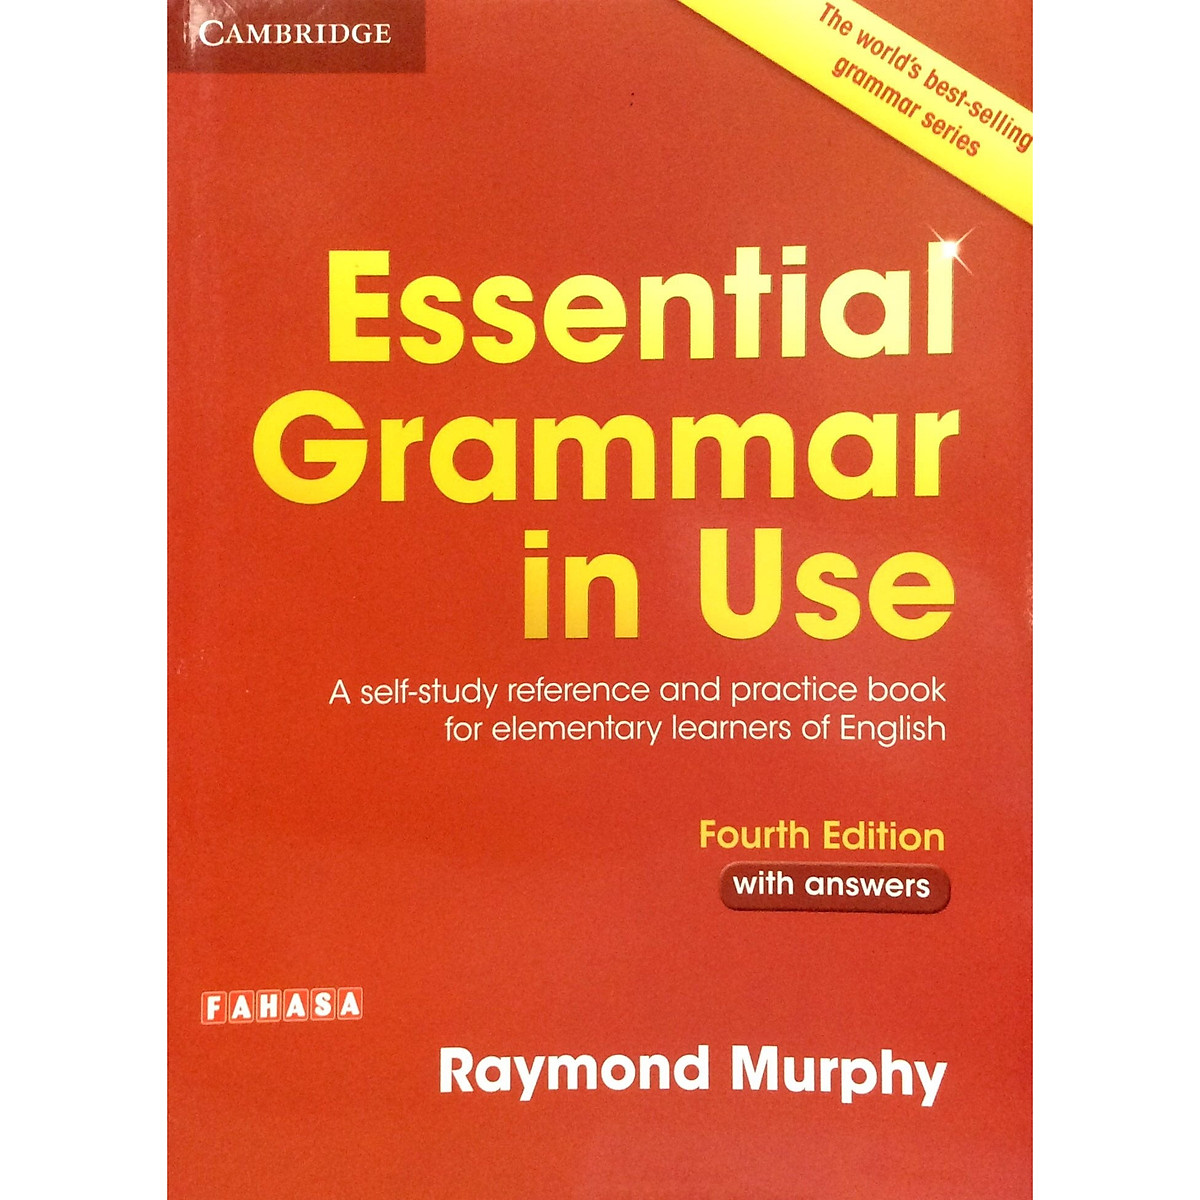 CAMBRIDGE
The world's best-selling
grammar series
Essential
Grammar
in Use
A self-study reference and practice book
for elementary learners of English
Fourth Edition
with answers
FAHASA
Raymond Murphy